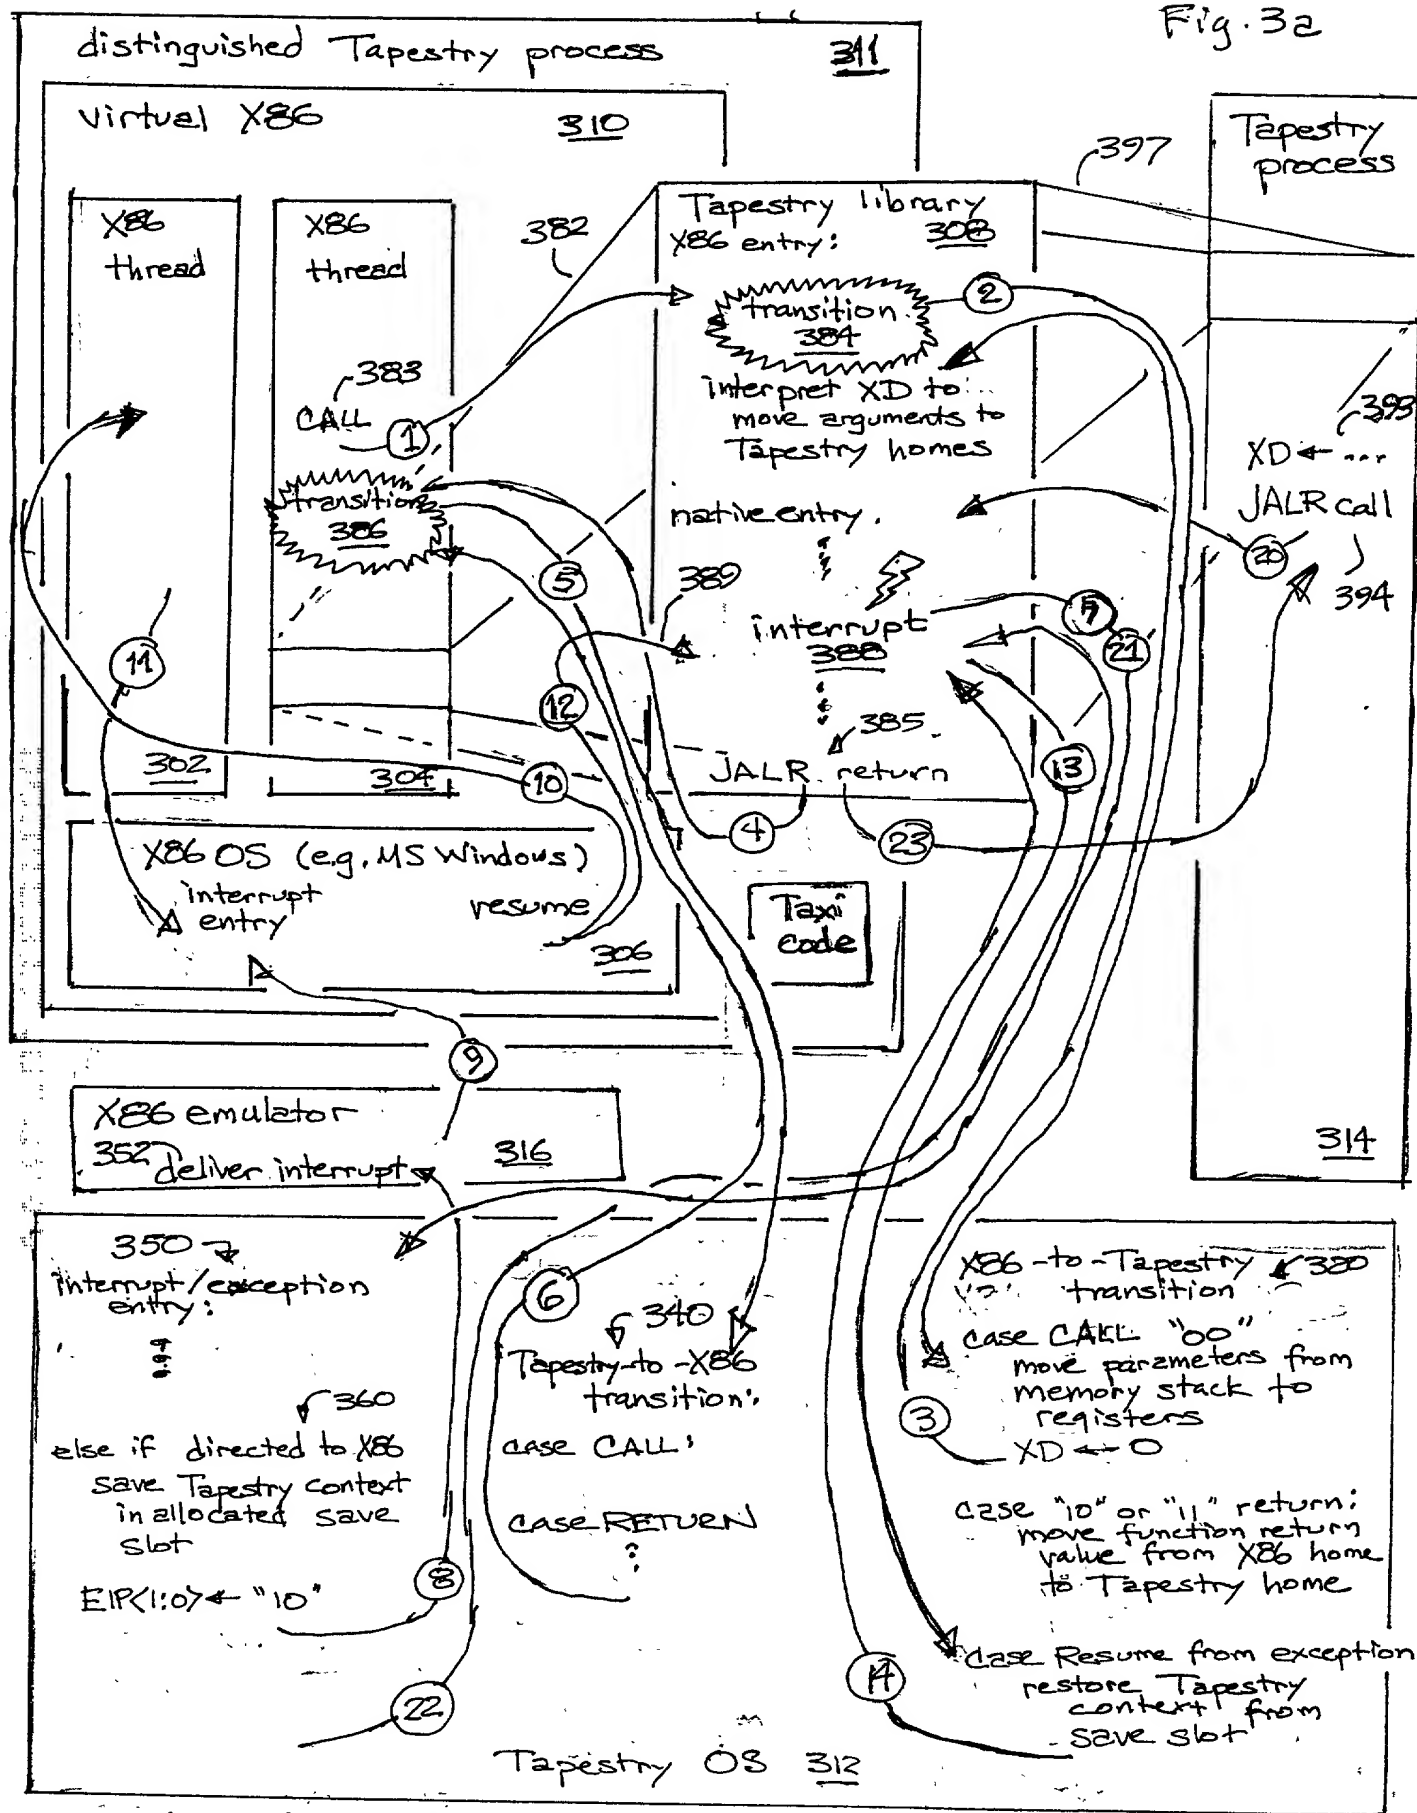 Fig. 3a
distinguished Tapestry process
311
virtual X86
310
X86
thread
302
X86
thread
383
CALL
1
transition
386
304
382
Tapestry library
308
X86 entry:
transition
384
2
interpret XD to
move arguments to
Tapestry homes
native entry.
389
interrupt
388
385
JALR return
397
Tapestry
process
393
XD ← ...
JALR call
394
20
314
5
7
21
11
12
10
13
4
23
X86 OS (e.g. MS Windows)
interrupt
entry
resume
306
Taxi
code
9
X86 emulator
352
deliver interrupt
316
350
interrupt/exception
entry:
360
else if directed to X86
save Tapestry context
in allocated save
slot
EIP<1:0> ← "10"
8
22
6
340
Tapestry-to-X86
transition:
case CALL:
case RETURN
:
X86-to-Tapestry
transition
case CALL "00"
move parameters from
memory stack to
registers
XD ← 0
3
case "10" or "11" return:
move function return
value from X86 home
to Tapestry home
case Resume from exception
restore Tapestry
context from
save slot
14
Tapestry OS 312